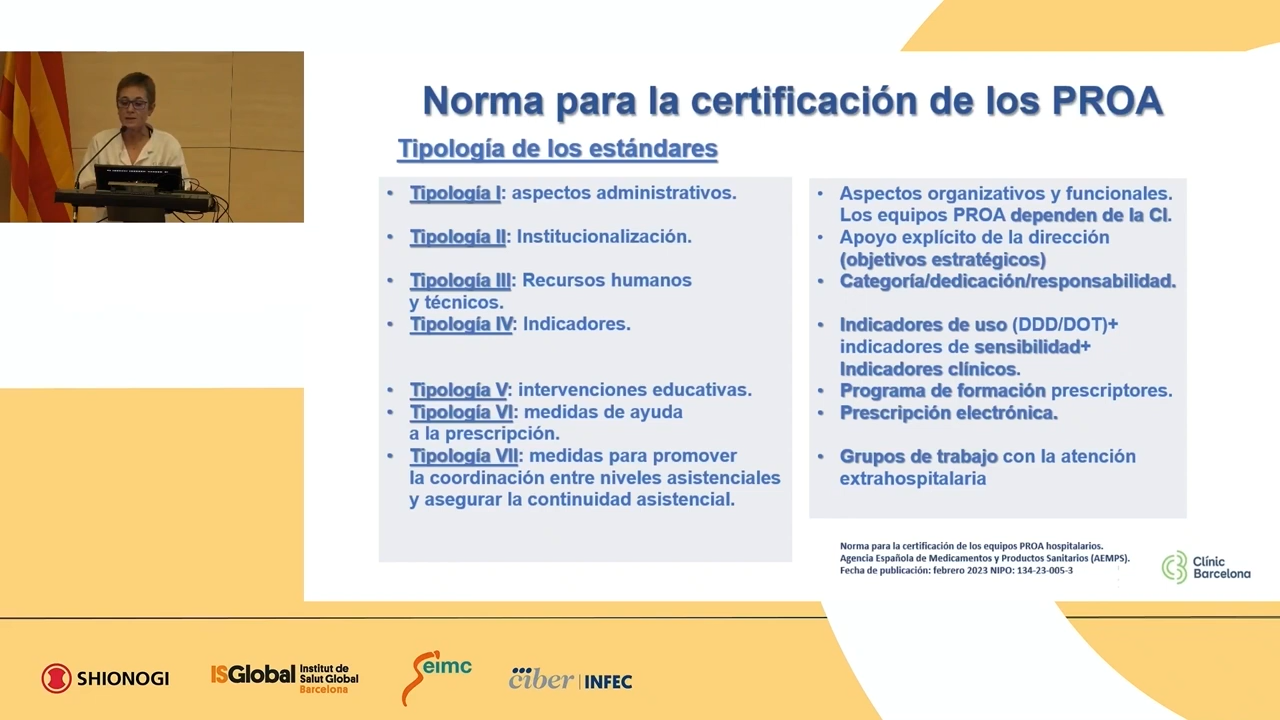 Norma para la certificación de los PROA
Tipología de los estándares
• Tipología I: aspectos administrativos.
• Tipología II: Institucionalización.
• Tipología III: Recursos humanos
y técnicos.
• Tipología IV: Indicadores.
• Tipología V: intervenciones educativas.
• Tipología VI: medidas de ayuda
a la prescripción.
• Tipología VII: medidas para promover
la coordinación entre niveles asistenciales
y asegurar la continuidad asistencial.
• Aspectos organizativos y funcionales.
Los equipos PROA dependen de la CI.
• Apoyo explícito de la dirección
(objetivos estratégicos)
• Categoría/dedicación/responsabilidad.
• Indicadores de uso (DDD/DOT)+
indicadores de sensibilidad+
Indicadores clínicos.
• Programa de formación prescriptores.
• Prescripción electrónica.
• Grupos de trabajo con la atención
extrahospitalaria
Norma para la certificación de los equipos PROA hospitalarios.
Agencia Española de Medicamentos y Productos Sanitarios (AEMPS).
Fecha de publicación: febrero 2023 NIPO: 134-23-005-3
Clínic
Barcelona
SHIONOGI
ISGlobal
Institut de
Salut Global
Barcelona
Seimc
ciber | INFEC